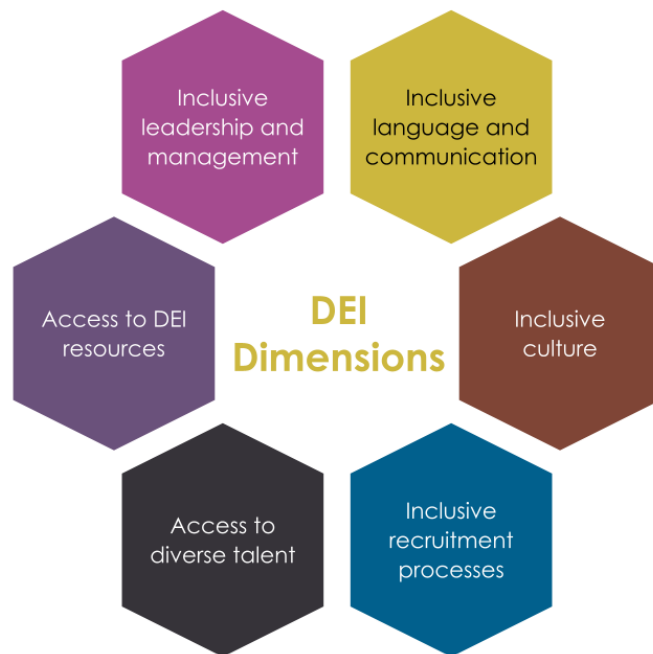 Inclusive
leadership and
management
Inclusive
language and
communication
Access to DEI
resources
DEI
Dimensions
Inclusive
culture
Access to
diverse talent
Inclusive
recruitment
processes